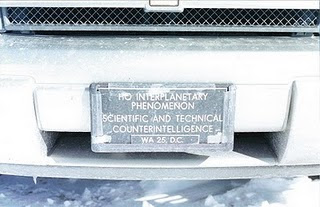 HQ INTERPLANETARY
PHENOMENON
SCIENTIFIC AND TECHNICAL
COUNTERINTELLIGENCE
WA 25, D.C.